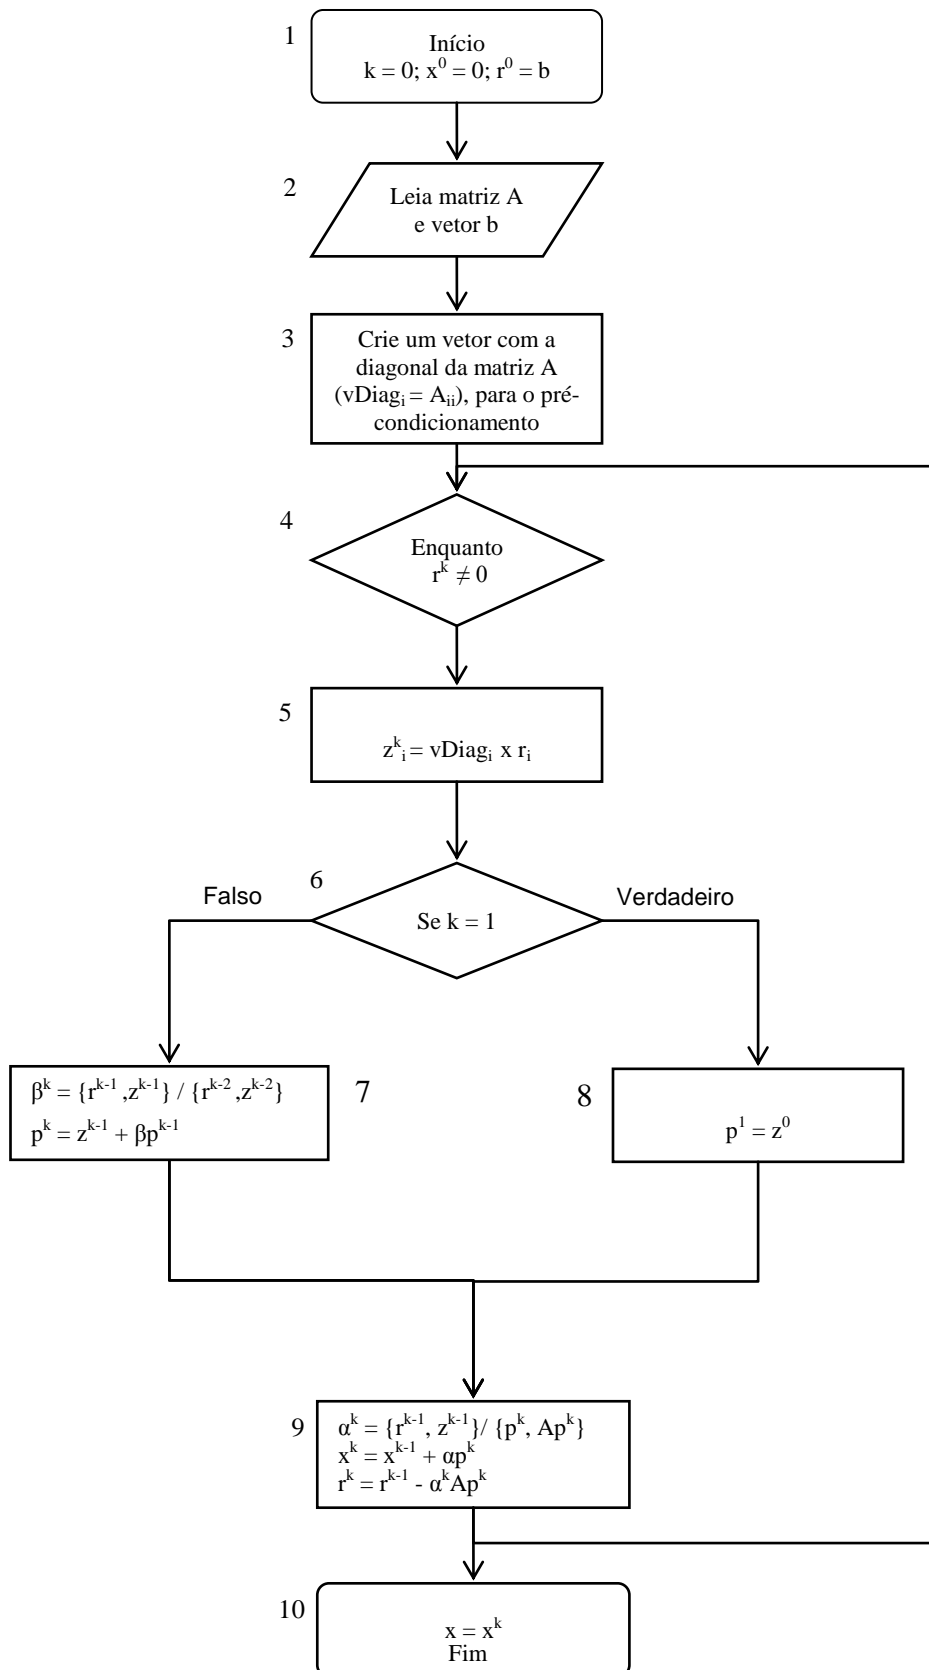 1
Início
k = 0; x⁰ = 0; r⁰ = b
2
Leia matriz A
e vetor b
3
Crie um vetor com a
diagonal da matriz A
(vDiagᵢ = Aᵢᵢ), para o pré-
condicionamento
4
Enquanto
rᵏ ≠ 0
5
zᵏᵢ = vDiagᵢ x rᵢ
6
Falso
Se k = 1
Verdadeiro
βᵏ = {rᵏ⁻¹ ,zᵏ⁻¹} / {rᵏ⁻² ,zᵏ⁻²}
pᵏ = zᵏ⁻¹ + βpᵏ⁻¹
7
8
p¹ = z⁰
9
αᵏ = {rᵏ⁻¹, zᵏ⁻¹}/ {pᵏ, Apᵏ}
xᵏ = xᵏ⁻¹ + αpᵏ
rᵏ = rᵏ⁻¹ - αᵏApᵏ
10
x = xᵏ
Fim